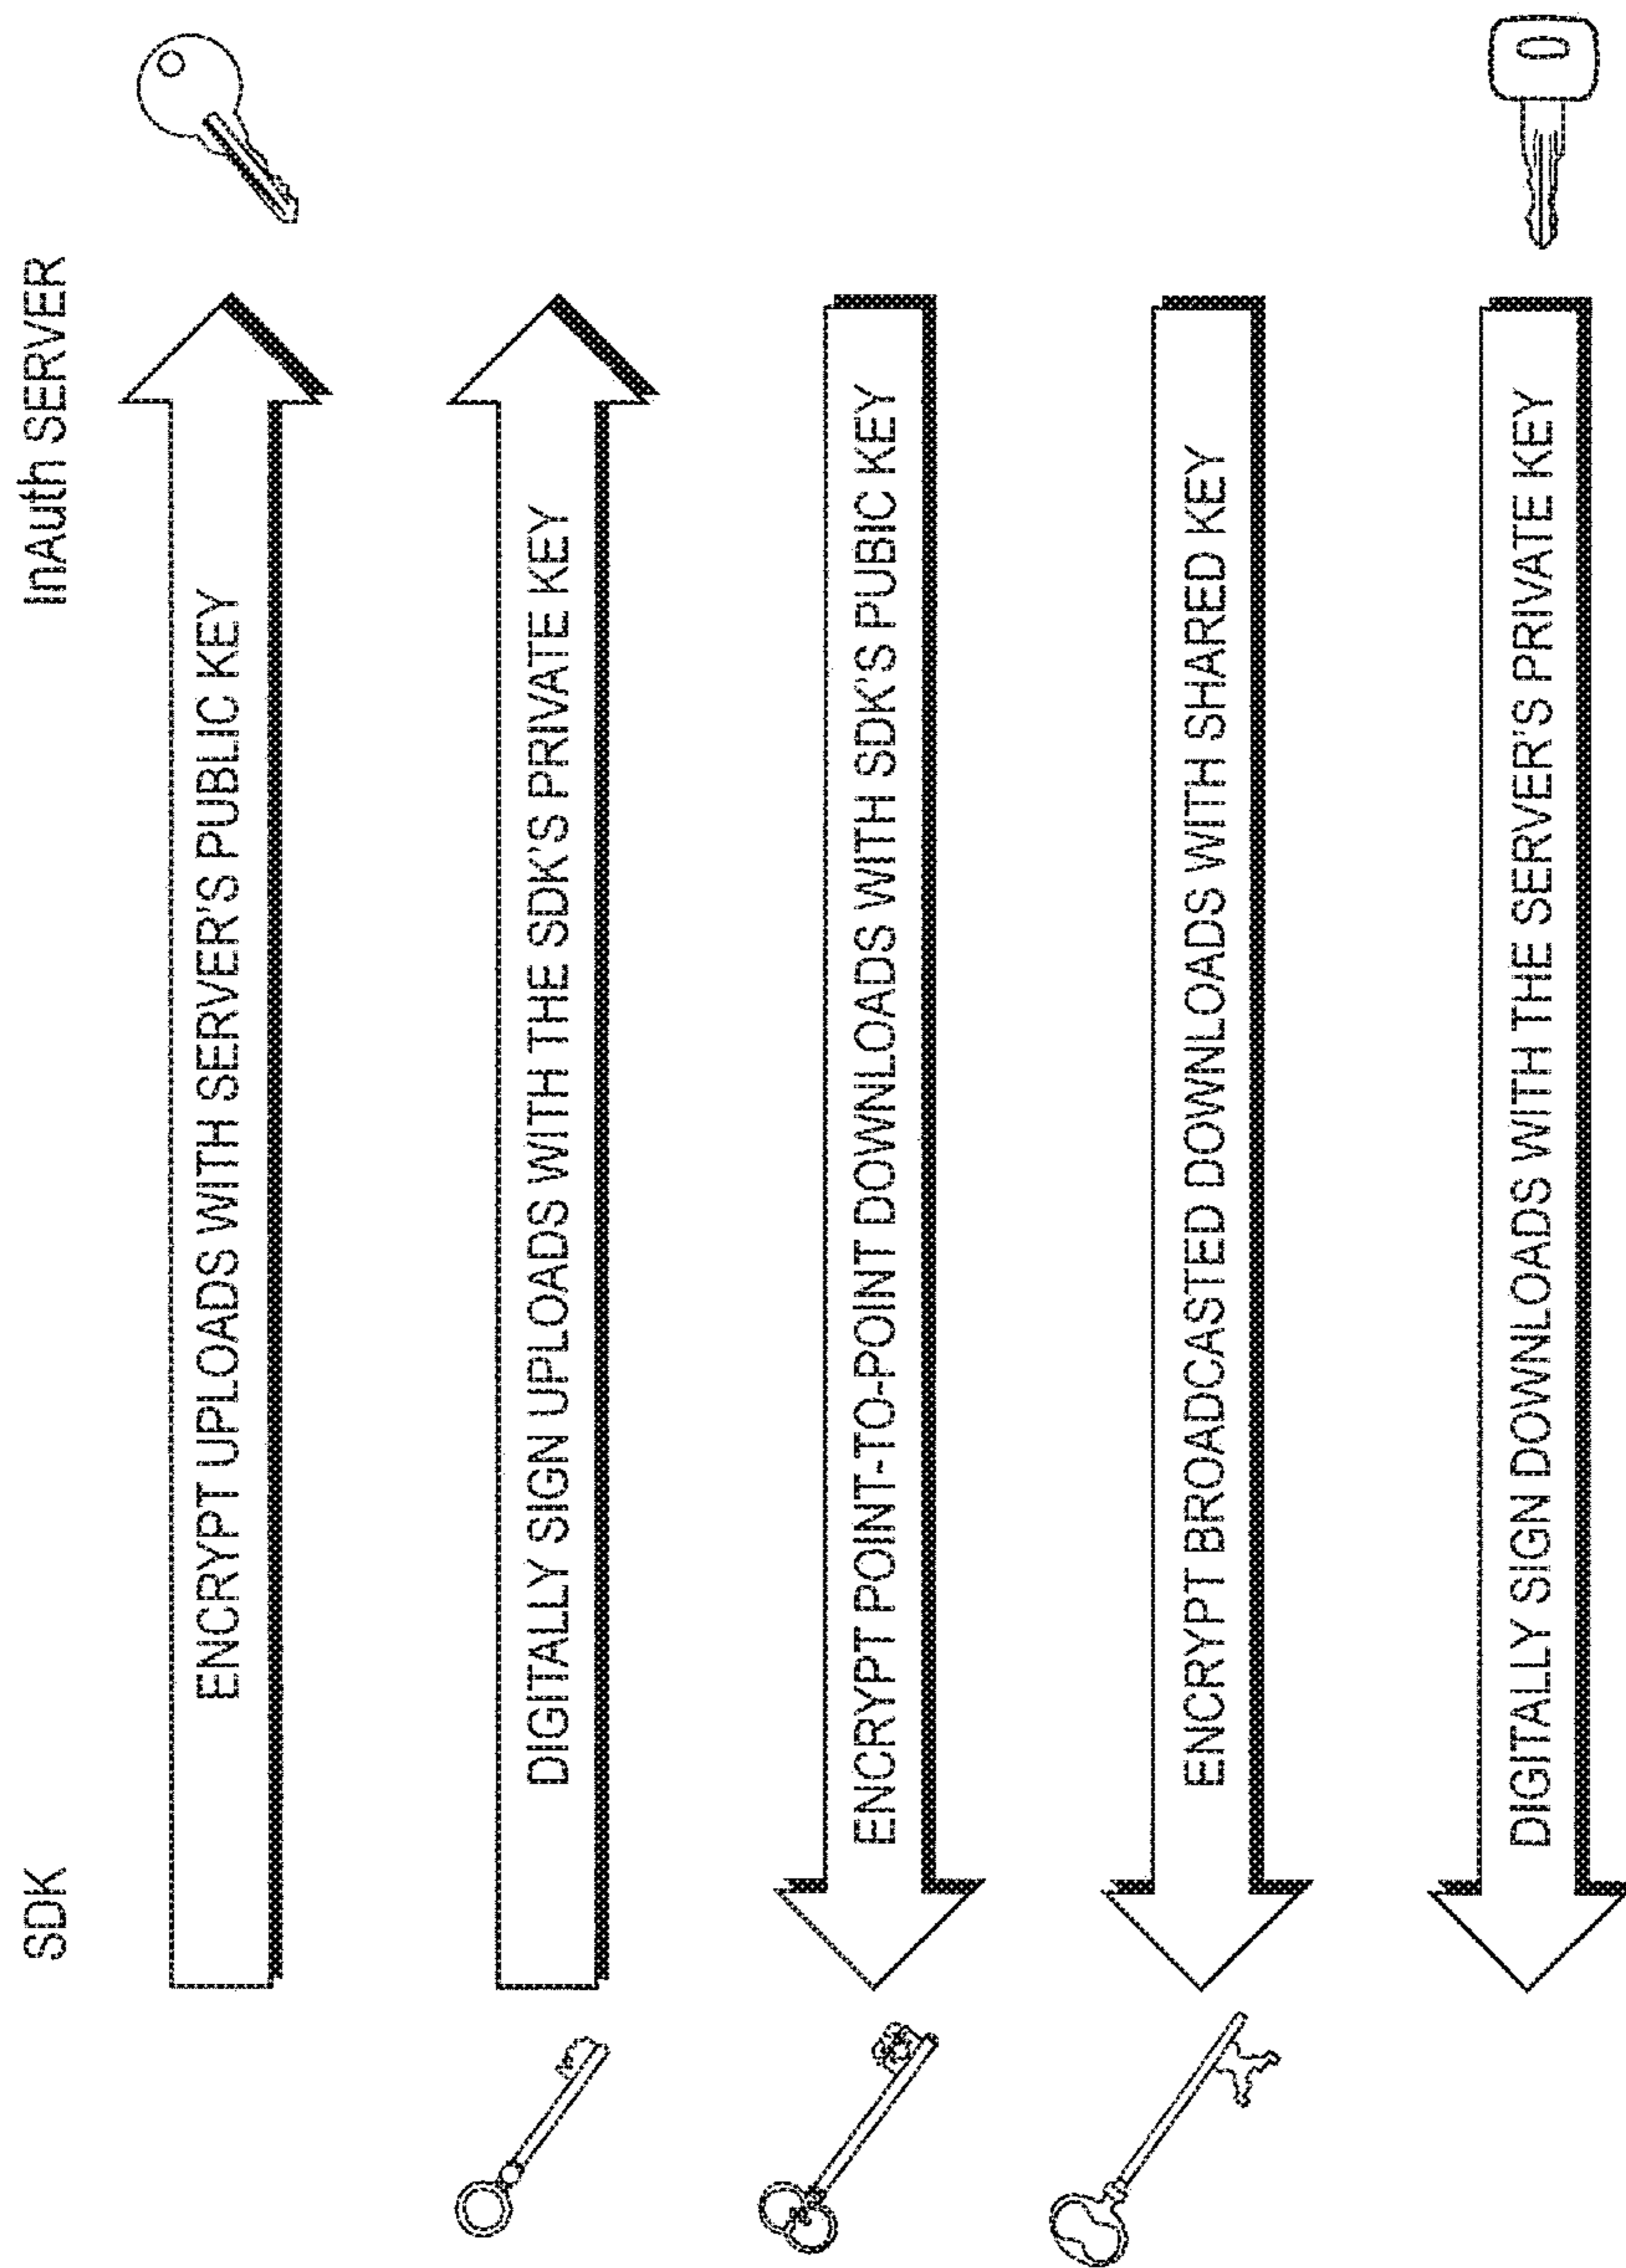 SDK
InAuth SERVER
ENCRYPT UPLOADS WITH SERVER'S PUBLIC KEY
DIGITALLY SIGN UPLOADS WITH THE SDK'S PRIVATE KEY
ENCRYPT POINT-TO-POINT DOWNLOADS WITH SDK'S PUBIC KEY
ENCRYPT BROADCASTED DOWNLOADS WITH SHARED KEY
DIGITALLY SIGN DOWNLOADS WITH THE SERVER'S PRIVATE KEY